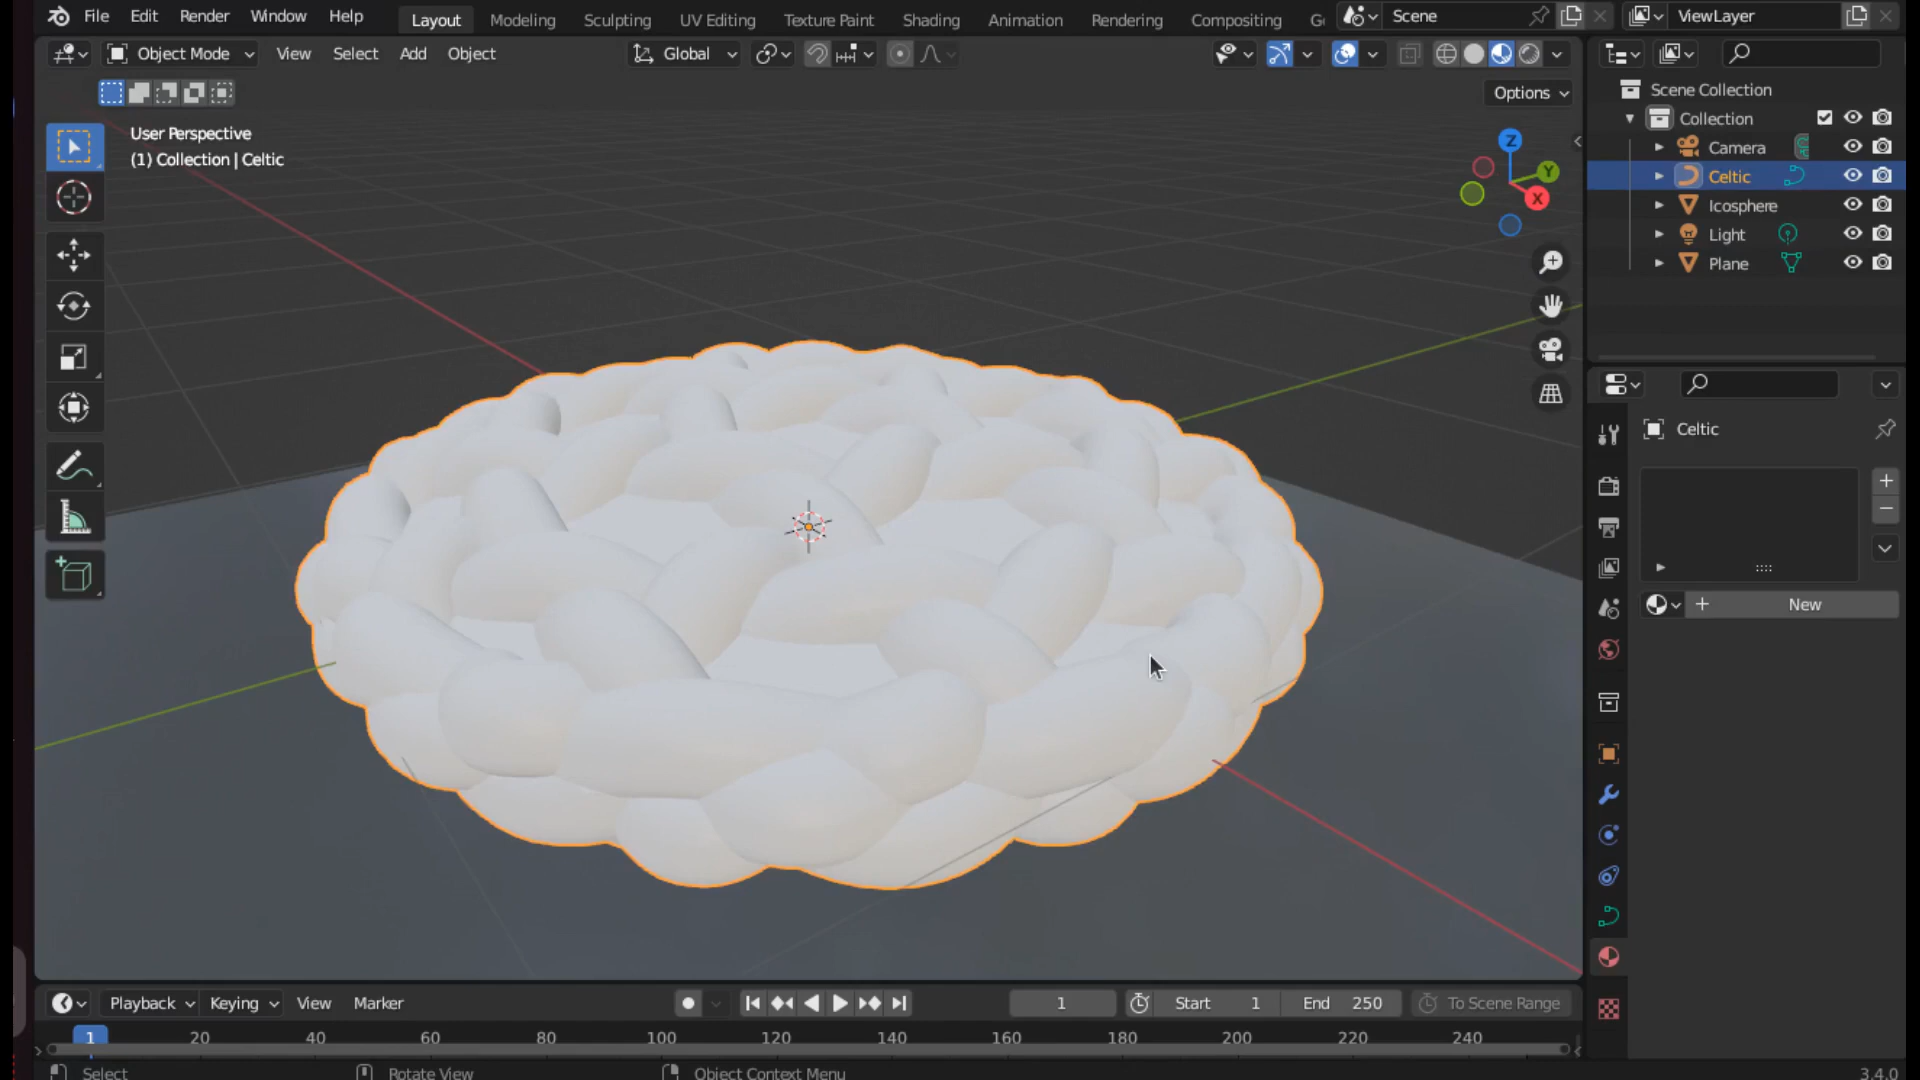 File Edit Render Window Help Layout Modeling Sculpting UV Editing Texture Paint Shading Animation Rendering Compositing Scene ViewLayer
Object Mode View Select Add Object Global
Options
User Perspective
(1) Collection | Celtic
Z
Y
X
Scene Collection
Collection
Camera
Celtic
Icosphere
Light
Plane
Celtic
New
Playback Keying View Marker 1 Start 1 End 250 To Scene Range
1 20 40 60 80 100 120 140 160 180 200 220 240
Select Rotate View Object Context Menu 3.4.0